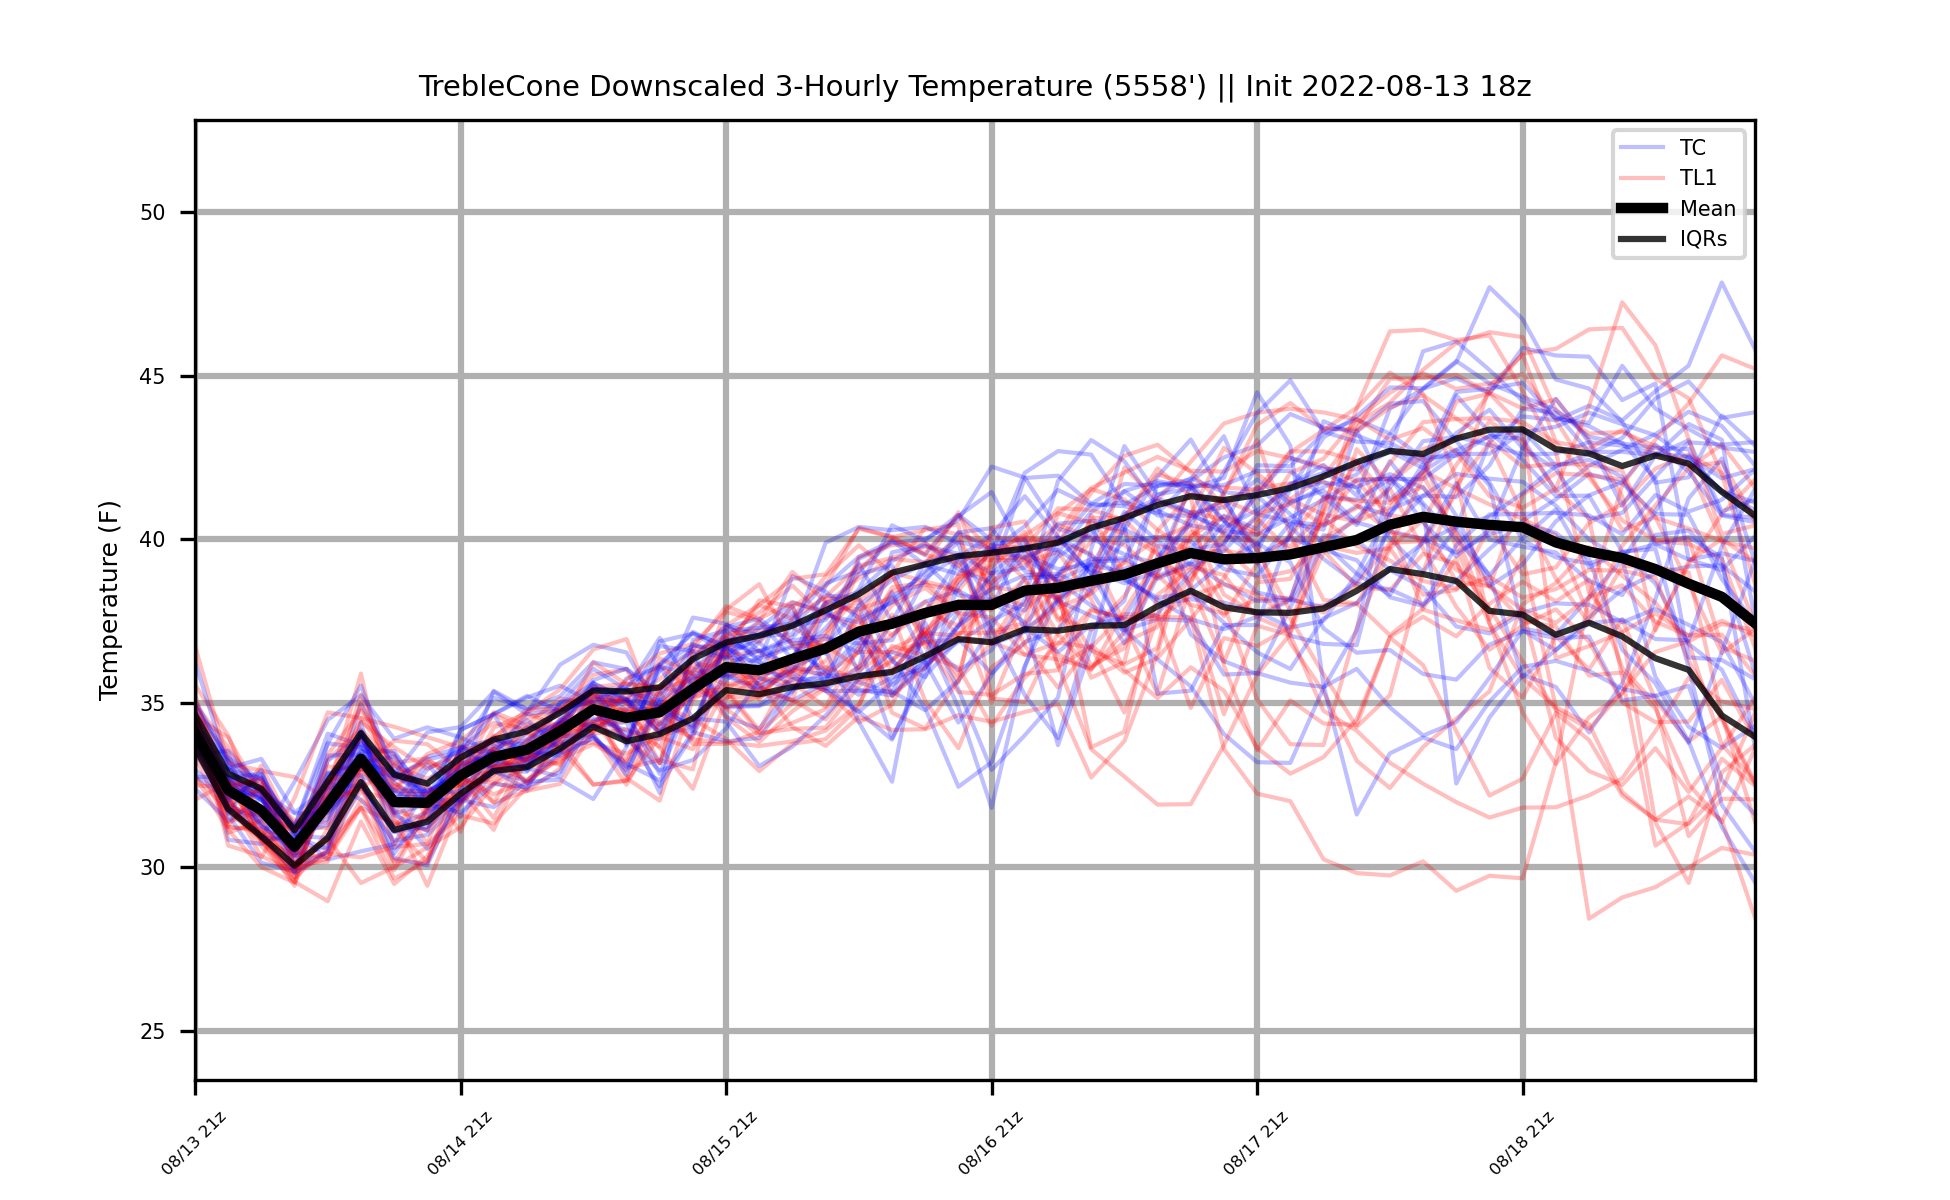 TrebleCone Downscaled 3-Hourly Temperature (5558') || Init 2022-08-13 18z
TC
TL1
Mean
IQRs
Temperature (F)
50
45
40
35
30
25
08/13 21z
08/14 21z
08/15 21z
08/16 21z
08/17 21z
08/18 21z